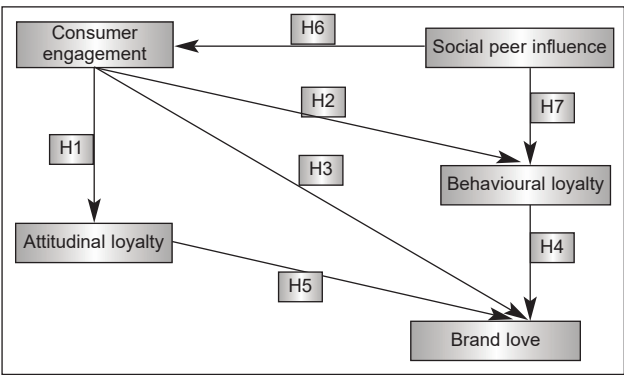 Consumer
engagement
H6
Social peer influence
H2
H7
H1
H3
Behavioural loyalty
Attitudinal loyalty
H4
H5
Brand love